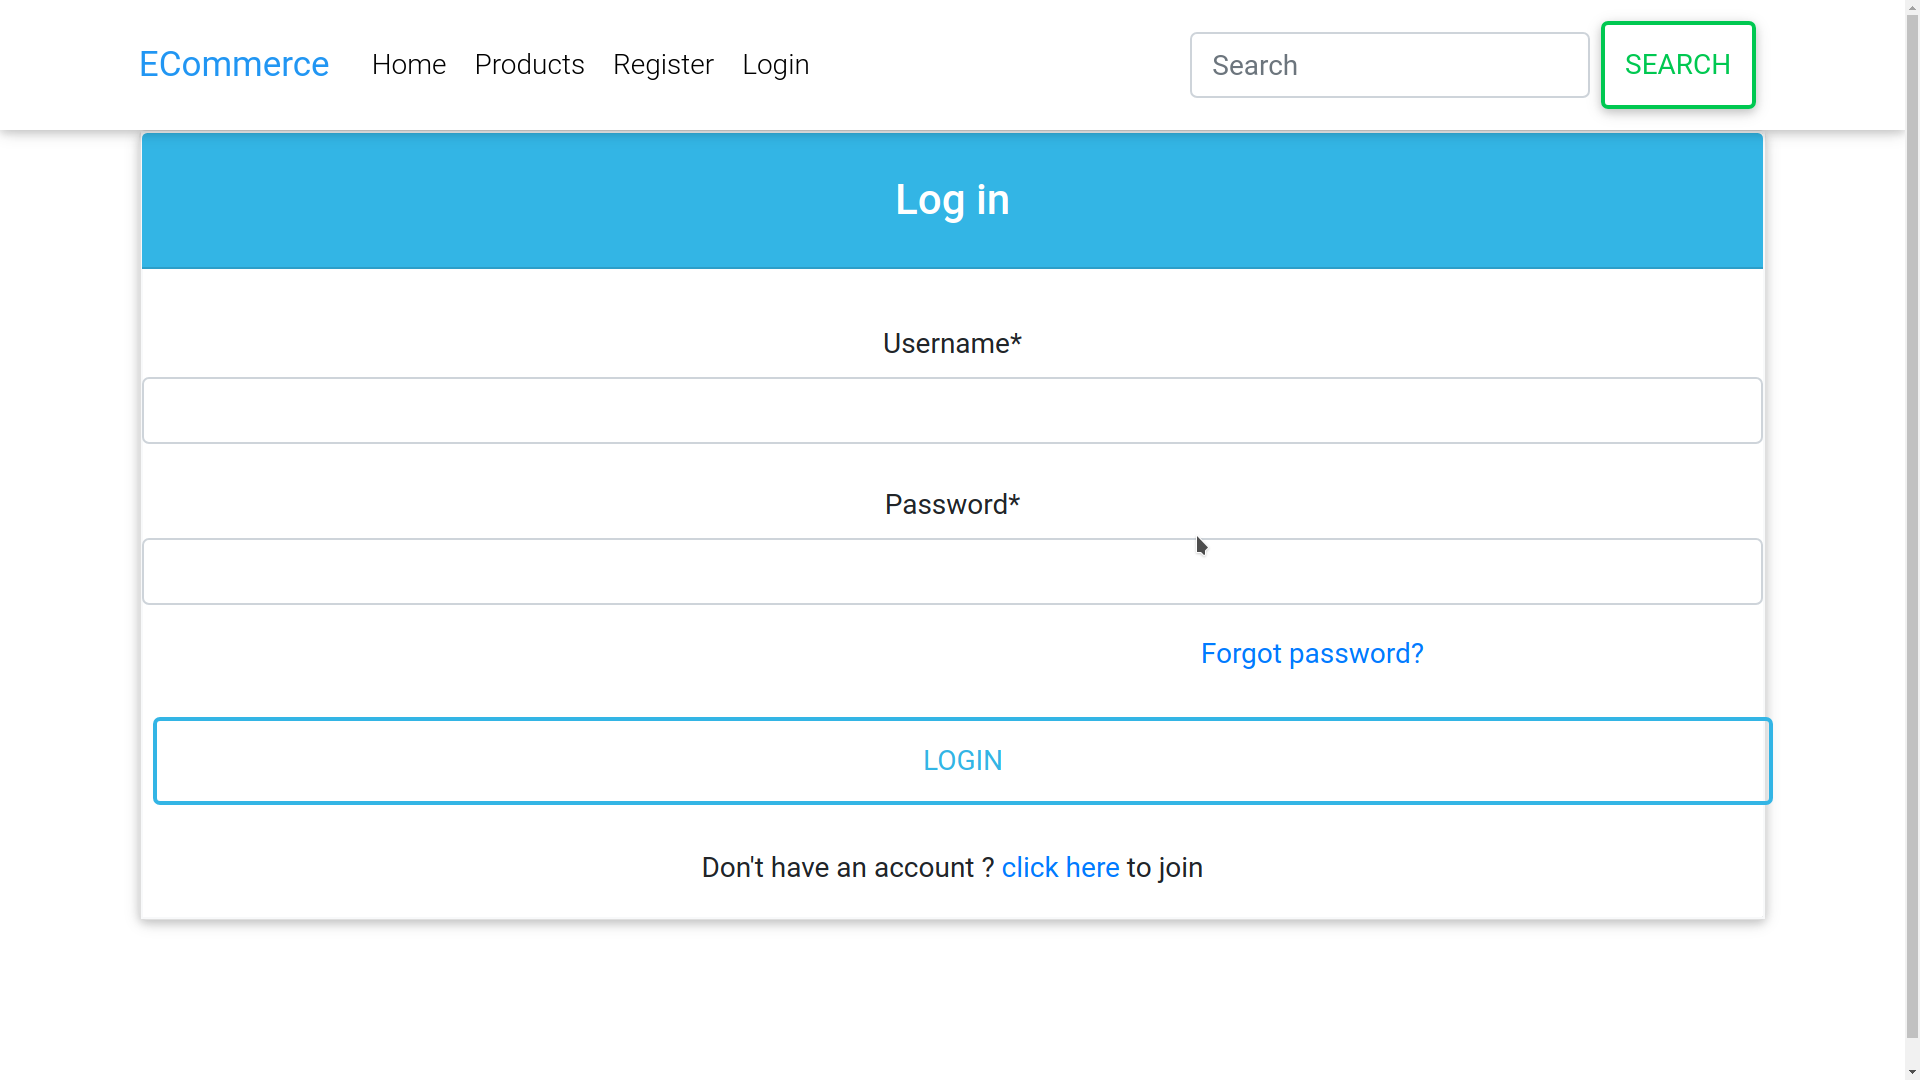 ECommerce Home Products Register Login Search SEARCH
Log in
Username*
Password*
Forgot password?
LOGIN
Don't have an account ? click here to join